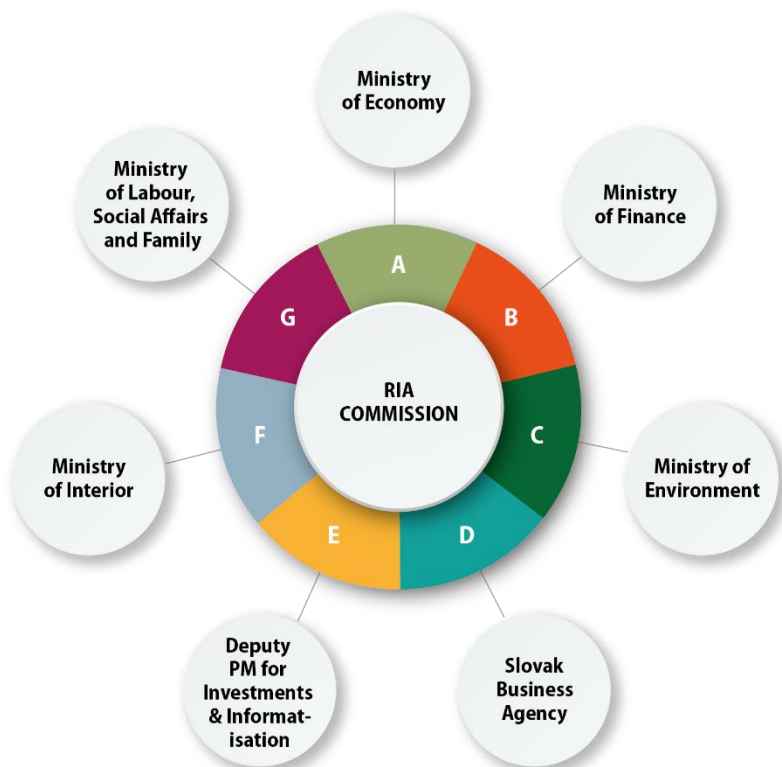 Ministry
of Economy
Ministry
of Labour,
Social Affairs
and Family
Ministry
of Finance
A
G
B
RIA
COMMISSION
F
C
Ministry
of Interior
Ministry of
Environment
E
D
Deputy
PM for
Investments
& Informat-
isation
Slovak
Business
Agency